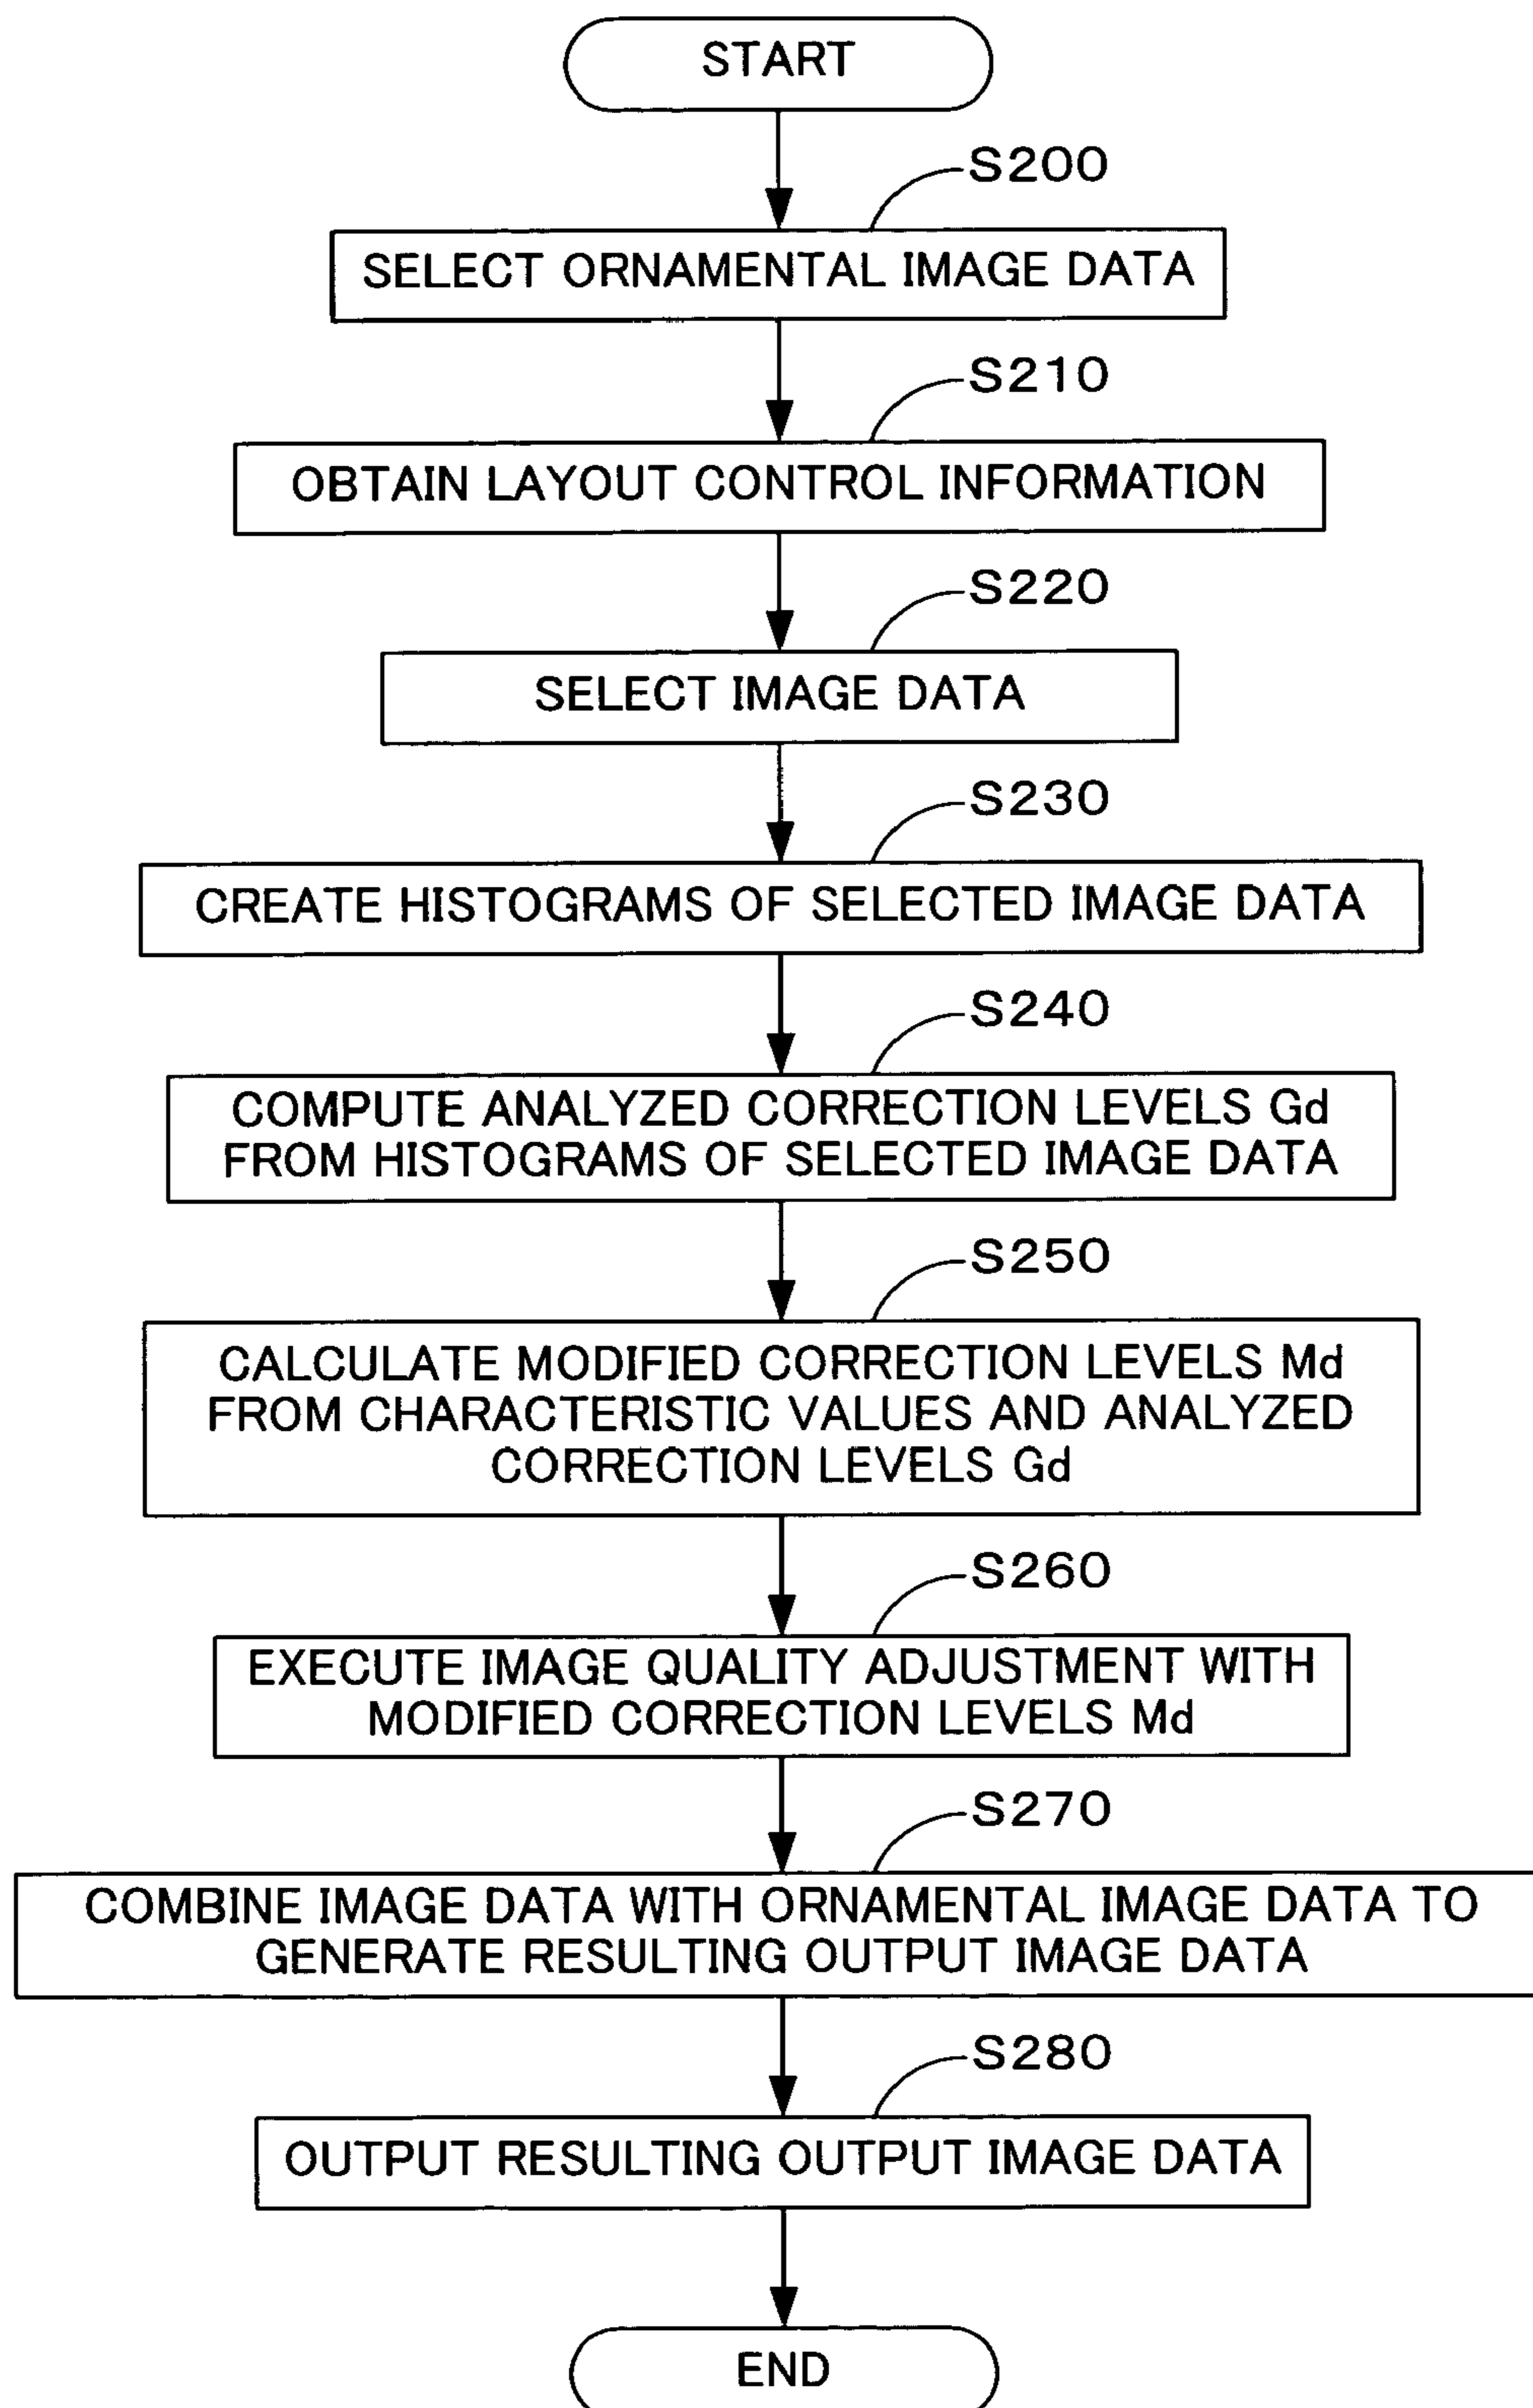 START
S200
SELECT ORNAMENTAL IMAGE DATA
S210
OBTAIN LAYOUT CONTROL INFORMATION
S220
SELECT IMAGE DATA
S230
CREATE HISTOGRAMS OF SELECTED IMAGE DATA
S240
COMPUTE ANALYZED CORRECTION LEVELS Gd
FROM HISTOGRAMS OF SELECTED IMAGE DATA
S250
CALCULATE MODIFIED CORRECTION LEVELS Md
FROM CHARACTERISTIC VALUES AND ANALYZED
CORRECTION LEVELS Gd
S260
EXECUTE IMAGE QUALITY ADJUSTMENT WITH
MODIFIED CORRECTION LEVELS Md
S270
COMBINE IMAGE DATA WITH ORNAMENTAL IMAGE DATA TO
GENERATE RESULTING OUTPUT IMAGE DATA
S280
OUTPUT RESULTING OUTPUT IMAGE DATA
END